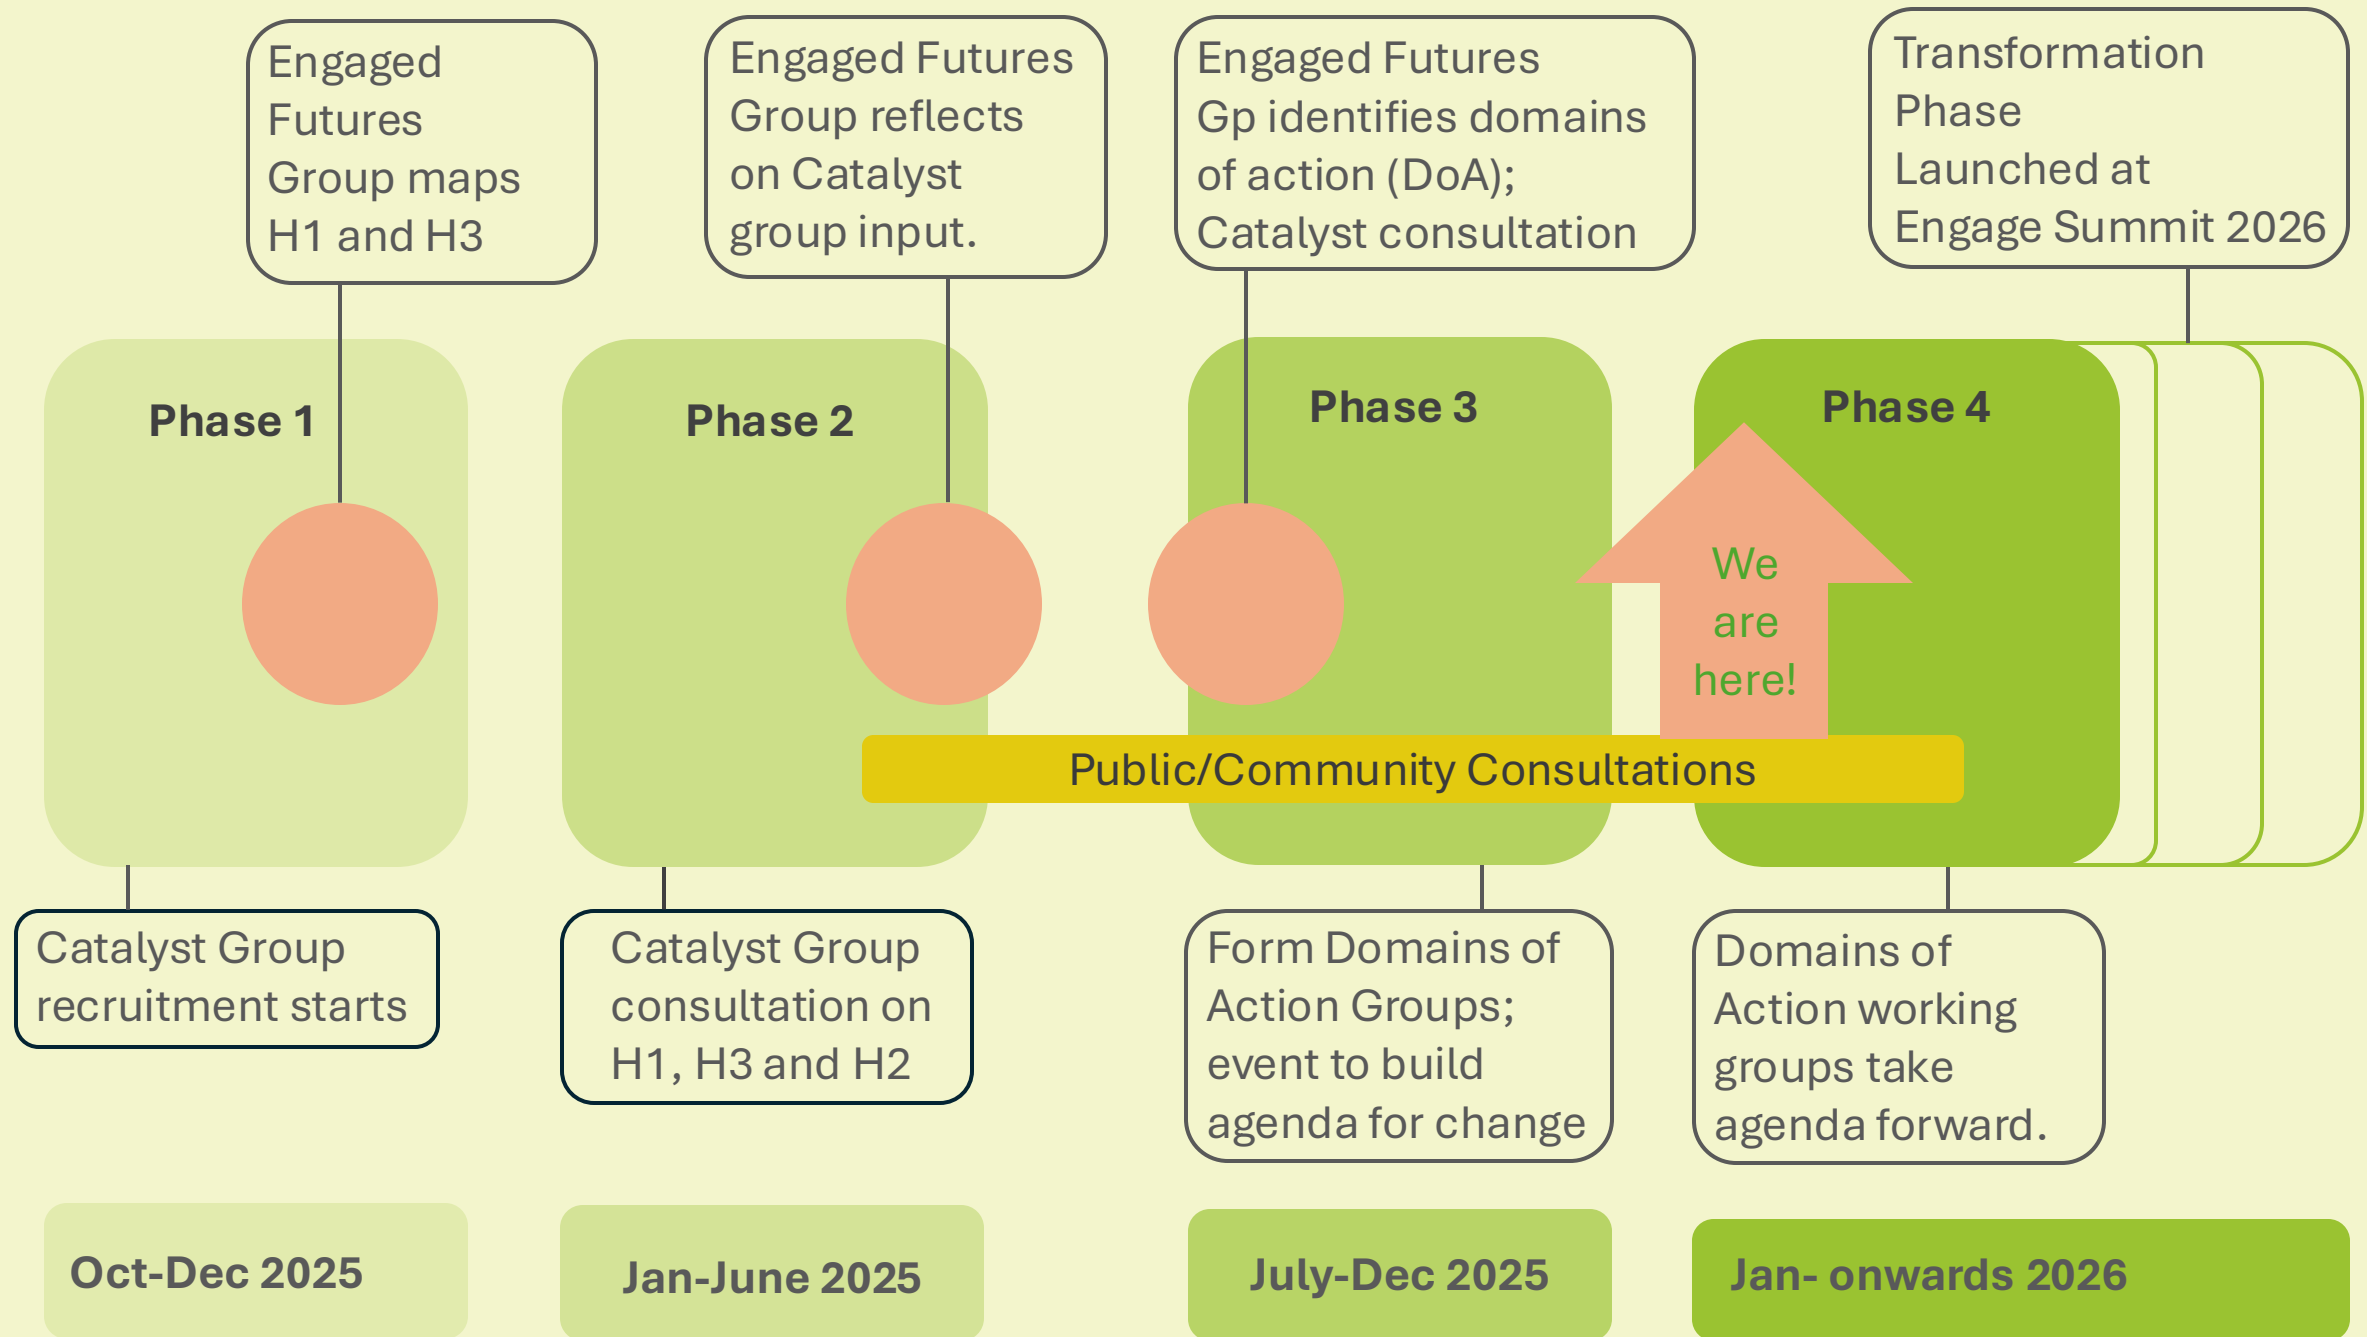 Engaged
Futures
Group maps
H1 and H3
Engaged Futures
Group reflects
on Catalyst
group input.
Engaged Futures
Gp identifies domains
of action (DoA);
Catalyst consultation
Transformation
Phase
Launched at
Engage Summit 2026
Phase 1
Phase 2
Phase 3
Phase 4
We
are
here!
Public/Community Consultations
Catalyst Group
recruitment starts
Catalyst Group
consultation on
H1, H3 and H2
Form Domains of
Action Groups;
event to build
agenda for change
Domains of
Action working
groups take
agenda forward.
Oct-Dec 2025
Jan-June 2025
July-Dec 2025
Jan- onwards 2026